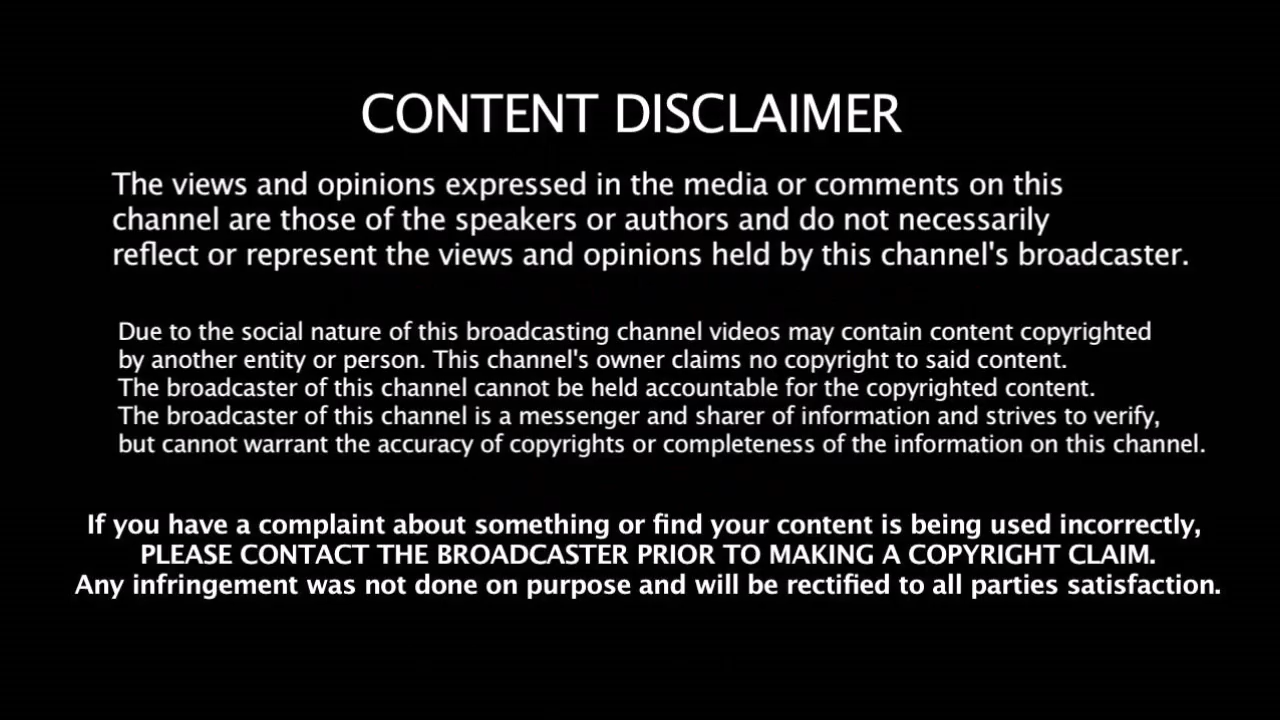 CONTENT DISCLAIMER
The views and opinions expressed in the media or comments on this
channel are those of the speakers or authors and do not necessarily
reflect or represent the views and opinions held by this channel's broadcaster.
Due to the social nature of this broadcasting channel videos may contain content copyrighted
by another entity or person. This channel's owner claims no copyright to said content.
The broadcaster of this channel cannot be held accountable for the copyrighted content.
The broadcaster of this channel is a messenger and sharer of information and strives to verify,
but cannot warrant the accuracy of copyrights or completeness of the information on this channel.
If you have a complaint about something or find your content is being used incorrectly,
PLEASE CONTACT THE BROADCASTER PRIOR TO MAKING A COPYRIGHT CLAIM.
Any infringement was not done on purpose and will be rectified to all parties satisfaction.